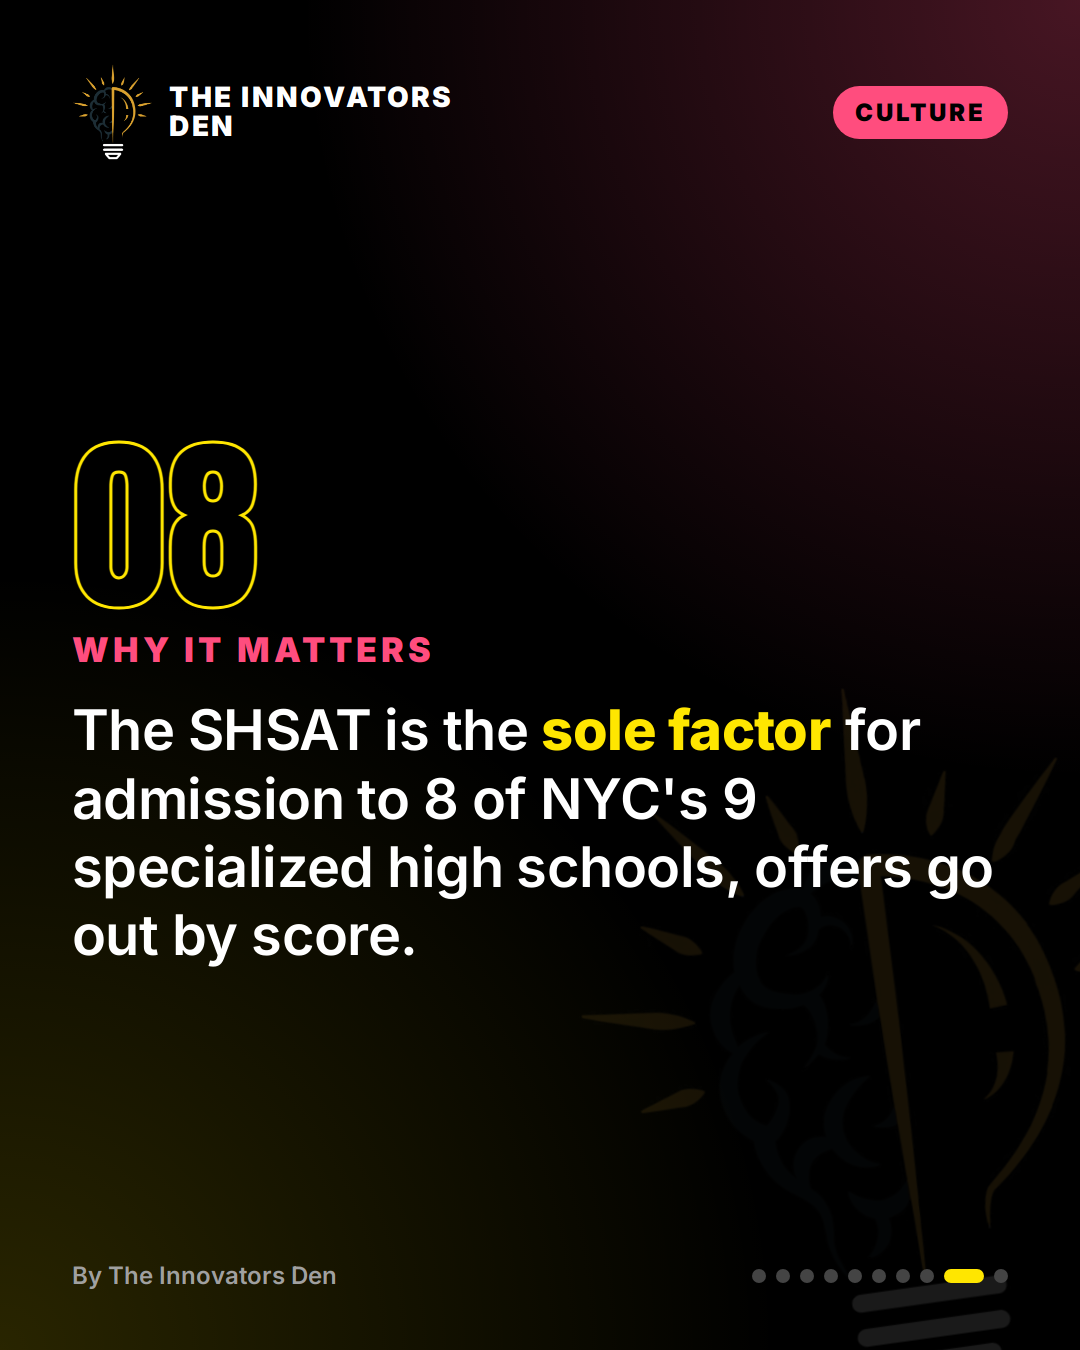 THE INNOVATORS
DEN
CULTURE
08
WHY IT MATTERS
The SHSAT is the sole factor for
admission to 8 of NYC's 9
specialized high schools, offers go
out by score.
By The Innovators Den